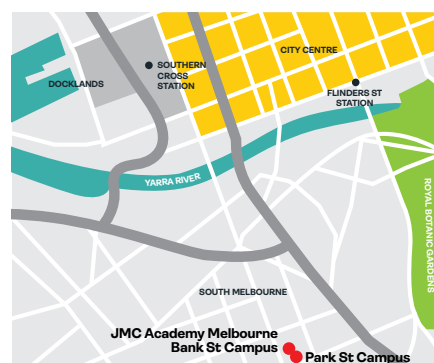 CITY CENTRE
SOUTHERN
CROSS
STATION
DOCKLANDS
FLINDERS ST
STATION
YARRA RIVER
ROYAL BOTANIC GARDENS
SOUTH MELBOURNE
JMC Academy Melbourne
Bank St Campus
Park St Campus